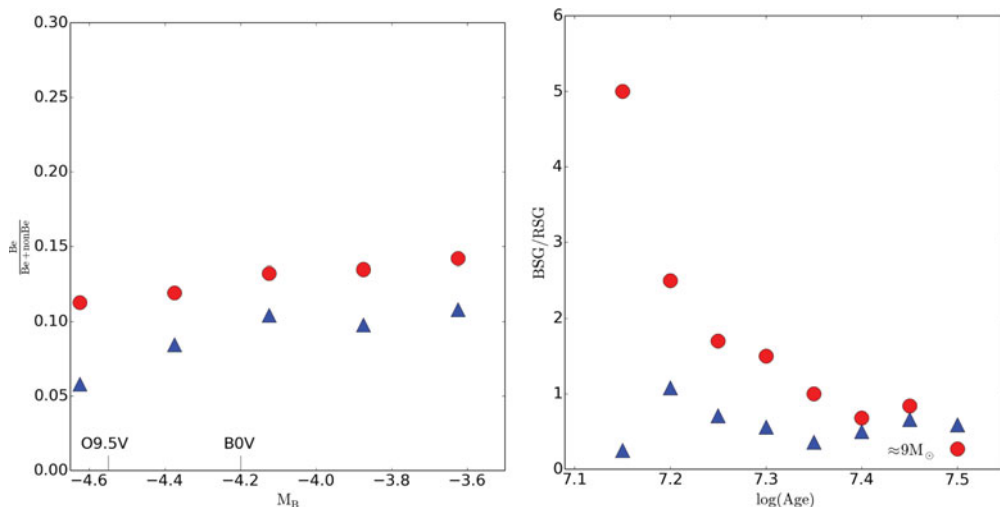 0.30
0.25
0.20
0.15
0.10
0.05
0.00
Be
Be+nonBe
O9.5V
B0V
−4.6 −4.4 −4.2 −4.0 −3.8 −3.6
M_B
6
5
4
3
2
1
0
BSG/RSG
≈9M_⊙
7.1 7.2 7.3 7.4 7.5
log(Age)